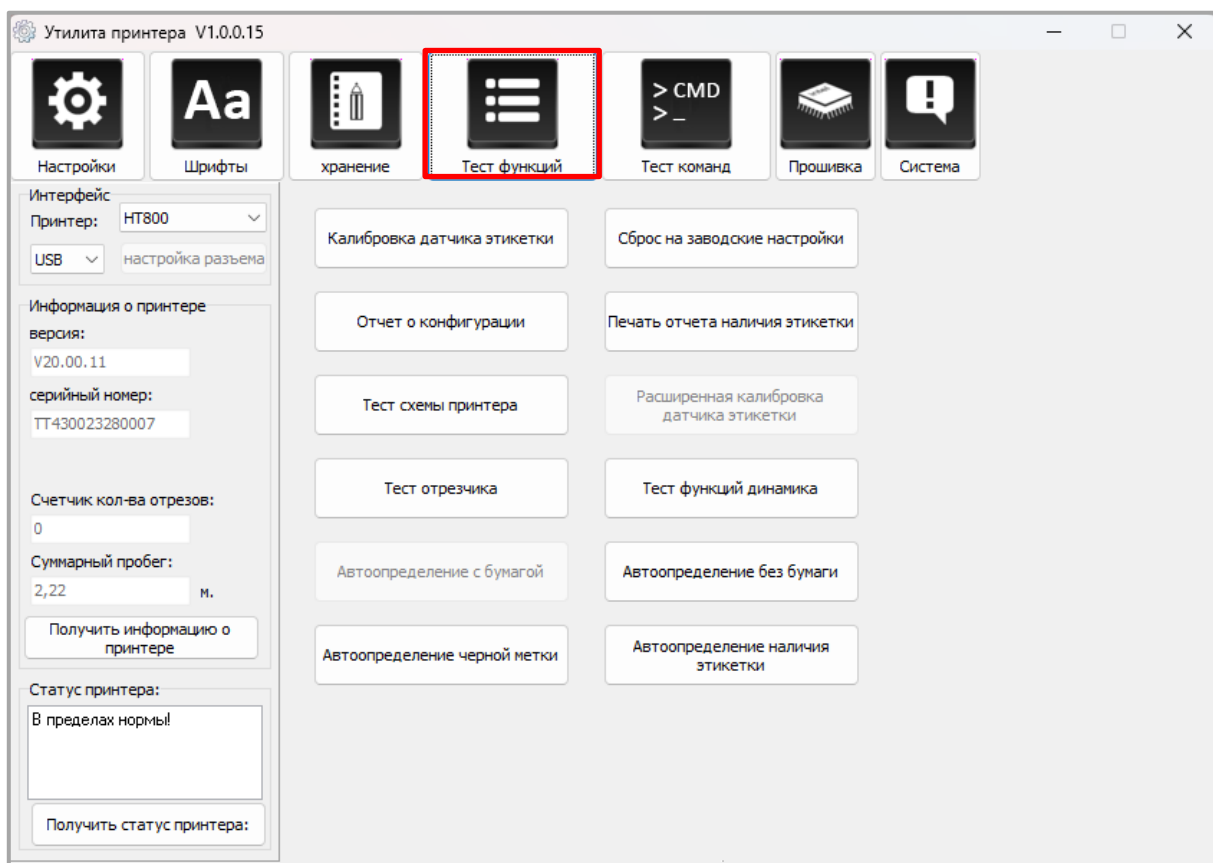 Утилита принтера V1.0.0.15
Aa
> CMD
> _
Настройки
Шрифты
хранение
Тест функций
Тест команд
Прошивка
Система
Интерфейс
Принтер:
HT800
USB
настройка разъема
Информация о принтере
версия:
V20.00.11
серийный номер:
TT430023280007
Счетчик кол-ва отрезов:
0
Суммарный пробег:
2,22
м.
Получить информацию о
принтере
Статус принтера:
В пределах нормы!
Получить статус принтера:
Калибровка датчика этикетки
Сброс на заводские настройки
Отчет о конфигурации
Печать отчета наличия этикетки
Тест схемы принтера
Расширенная калибровка
датчика этикетки
Тест отрезчика
Тест функций динамика
Автоопределение с бумагой
Автоопределение без бумаги
Автоопределение черной метки
Автоопределение наличия
этикетки